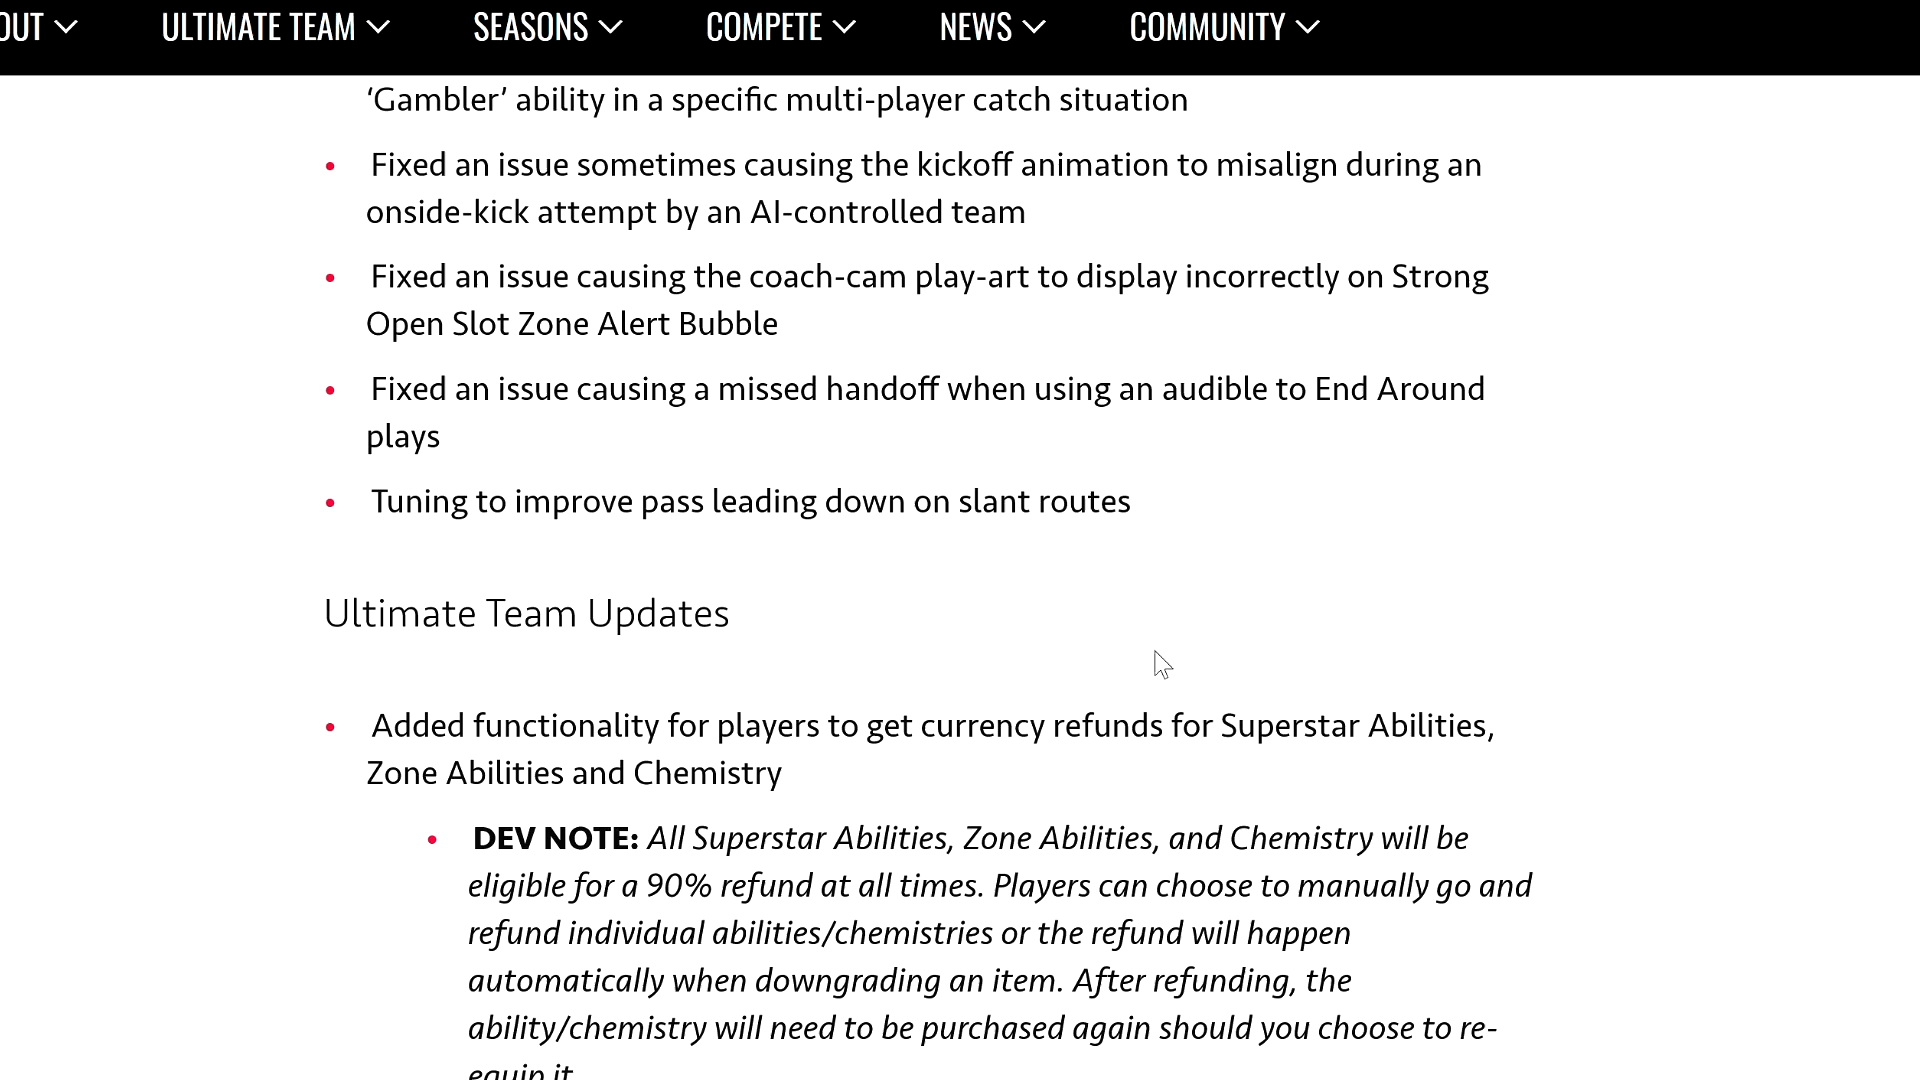 OUT ULTIMATE TEAM SEASONS COMPETE NEWS COMMUNITY
‘Gambler’ ability in a specific multi-player catch situation
• Fixed an issue sometimes causing the kickoff animation to misalign during an
onside-kick attempt by an AI-controlled team
• Fixed an issue causing the coach-cam play-art to display incorrectly on Strong
Open Slot Zone Alert Bubble
• Fixed an issue causing a missed handoff when using an audible to End Around
plays
• Tuning to improve pass leading down on slant routes
Ultimate Team Updates
• Added functionality for players to get currency refunds for Superstar Abilities,
Zone Abilities and Chemistry
• DEV NOTE: All Superstar Abilities, Zone Abilities, and Chemistry will be
eligible for a 90% refund at all times. Players can choose to manually go and
refund individual abilities/chemistries or the refund will happen
automatically when downgrading an item. After refunding, the
ability/chemistry will need to be purchased again should you choose to re-
equip it.